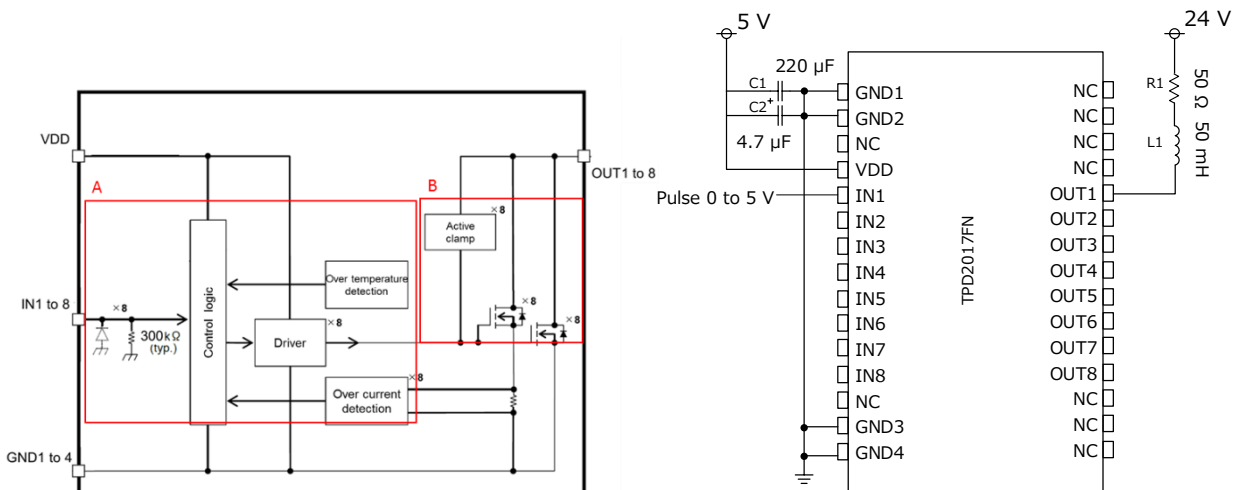 VDD
A
B
OUT1 to 8
×8
Active
clamp
IN1 to 8
×8
300kΩ
(typ.)
Control logic
Over temperature
detection
×8
Driver
×8
×8
×8
Over current
detection
GND1 to 4
5 V
24 V
220 µF
C1
C2+
4.7 µF
Pulse 0 to 5 V
GND1
GND2
NC
VDD
IN1
IN2
IN3
IN4
IN5
IN6
IN7
IN8
NC
GND3
GND4
TPD2017FN
NC
NC
NC
NC
OUT1
OUT2
OUT3
OUT4
OUT5
OUT6
OUT7
OUT8
NC
NC
NC
R1
L1
50 Ω 50 mH